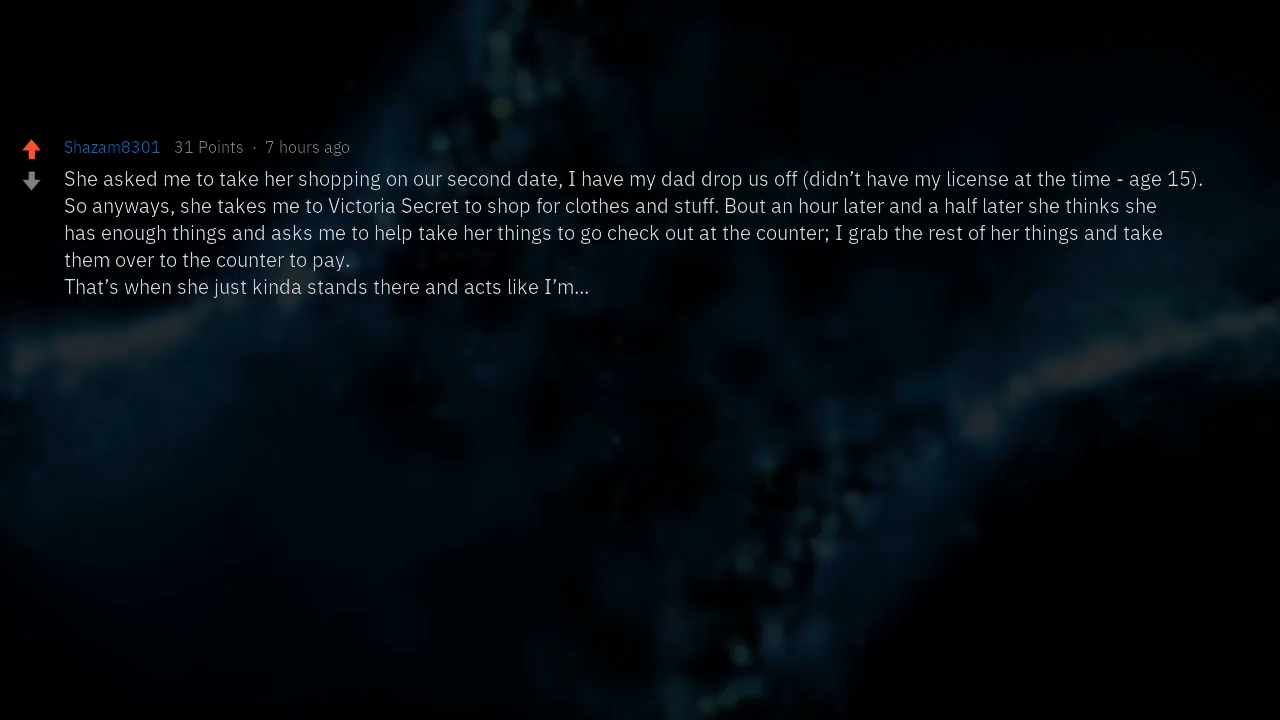 Shazam8301 31 Points · 7 hours ago
She asked me to take her shopping on our second date, I have my dad drop us off (didn’t have my license at the time - age 15).
So anyways, she takes me to Victoria Secret to shop for clothes and stuff. Bout an hour later and a half later she thinks she
has enough things and asks me to help take her things to go check out at the counter; I grab the rest of her things and take
them over to the counter to pay.
That’s when she just kinda stands there and acts like I’m...